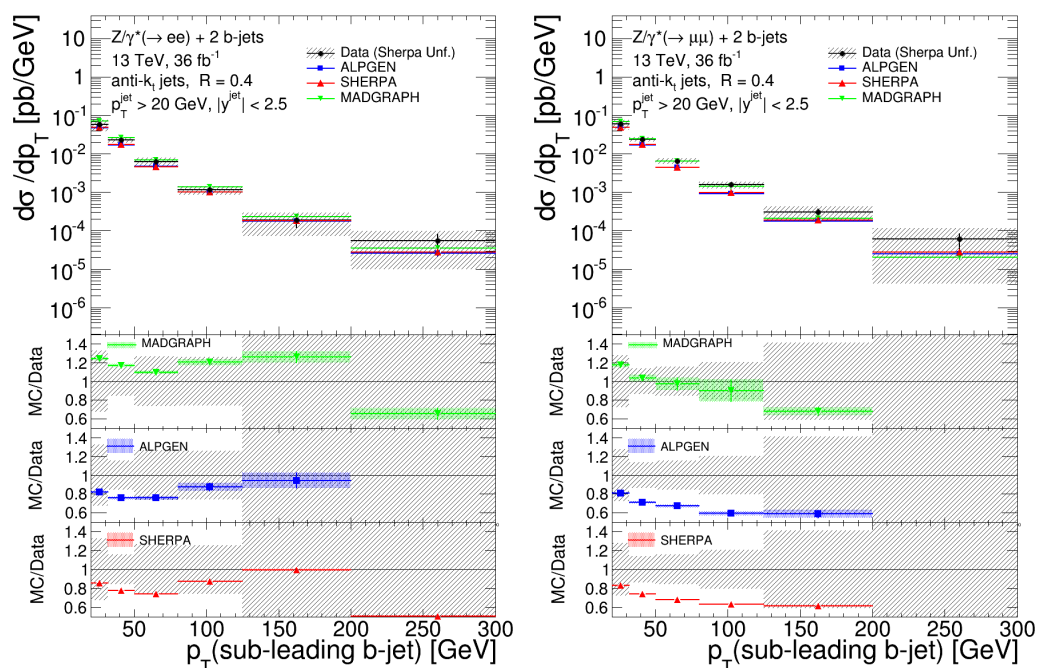 Z/γ*(→ ee) + 2 b-jets
13 TeV, 36 fb⁻¹
anti-kₜ jets, R = 0.4
p_T^jet > 20 GeV, |y^jet| < 2.5
Data (Sherpa Unf.)
ALPGEN
SHERPA
MADGRAPH
dσ/dp_T [pb/GeV]
10
1
10⁻¹
10⁻²
10⁻³
10⁻⁴
10⁻⁵
10⁻⁶
MADGRAPH
MC/Data
1.4
1.2
1
0.8
0.6
ALPGEN
MC/Data
1.4
1.2
1
0.8
0.6
SHERPA
MC/Data
1.4
1.2
1
0.8
0.6
50 100 150 200 250 300
p_T(sub-leading b-jet) [GeV]
Z/γ*(→ μμ) + 2 b-jets
13 TeV, 36 fb⁻¹
anti-kₜ jets, R = 0.4
p_T^jet > 20 GeV, |y^jet| < 2.5
Data (Sherpa Unf.)
ALPGEN
SHERPA
MADGRAPH
dσ/dp_T [pb/GeV]
10
1
10⁻¹
10⁻²
10⁻³
10⁻⁴
10⁻⁵
10⁻⁶
MADGRAPH
MC/Data
1.4
1.2
1
0.8
0.6
ALPGEN
MC/Data
1.4
1.2
1
0.8
0.6
SHERPA
MC/Data
1.4
1.2
1
0.8
0.6
50 100 150 200 250 300
p_T(sub-leading b-jet) [GeV]